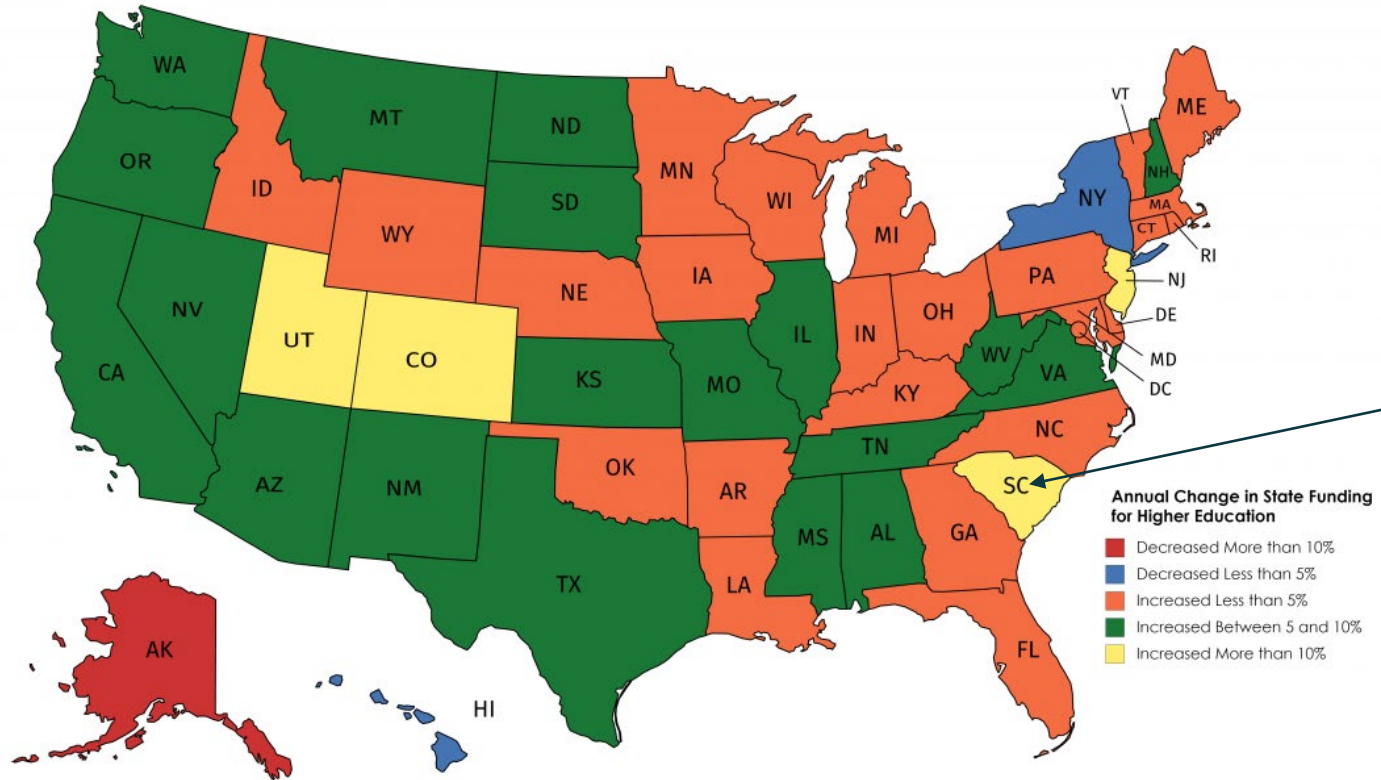 WA
MT
ND
MN
VT
ME
OR
ID
SD
WI
NH
NY
MA
WY
MI
CT
RI
IA
PA
NJ
NE
OH
DE
NV
IN
IL
UT
CO
WV
MD
CA
KS
MO
VA
DC
KY
NC
TN
OK
AZ
NM
AR
SC
MS
AL
GA
TX
LA
AK
FL
HI
Annual Change in State Funding
for Higher Education
Decreased More than 10%
Decreased Less than 5%
Increased Less than 5%
Increased Between 5 and 10%
Increased More than 10%